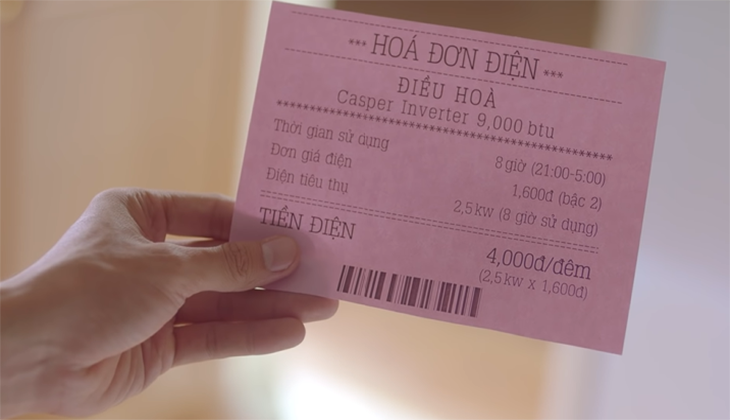 *** HOÁ ĐƠN ĐIỆN ***
ĐIỀU HOÀ
Casper Inverter 9,000 btu
Thời gian sử dụng 8 giờ (21:00-5:00)
Đơn giá điện 1,600đ (bậc 2)
Điện tiêu thụ 2,5 kw (8 giờ sử dụng)
TIỀN ĐIỆN 4,000đ/đêm
(2,5 kw x 1,600đ)